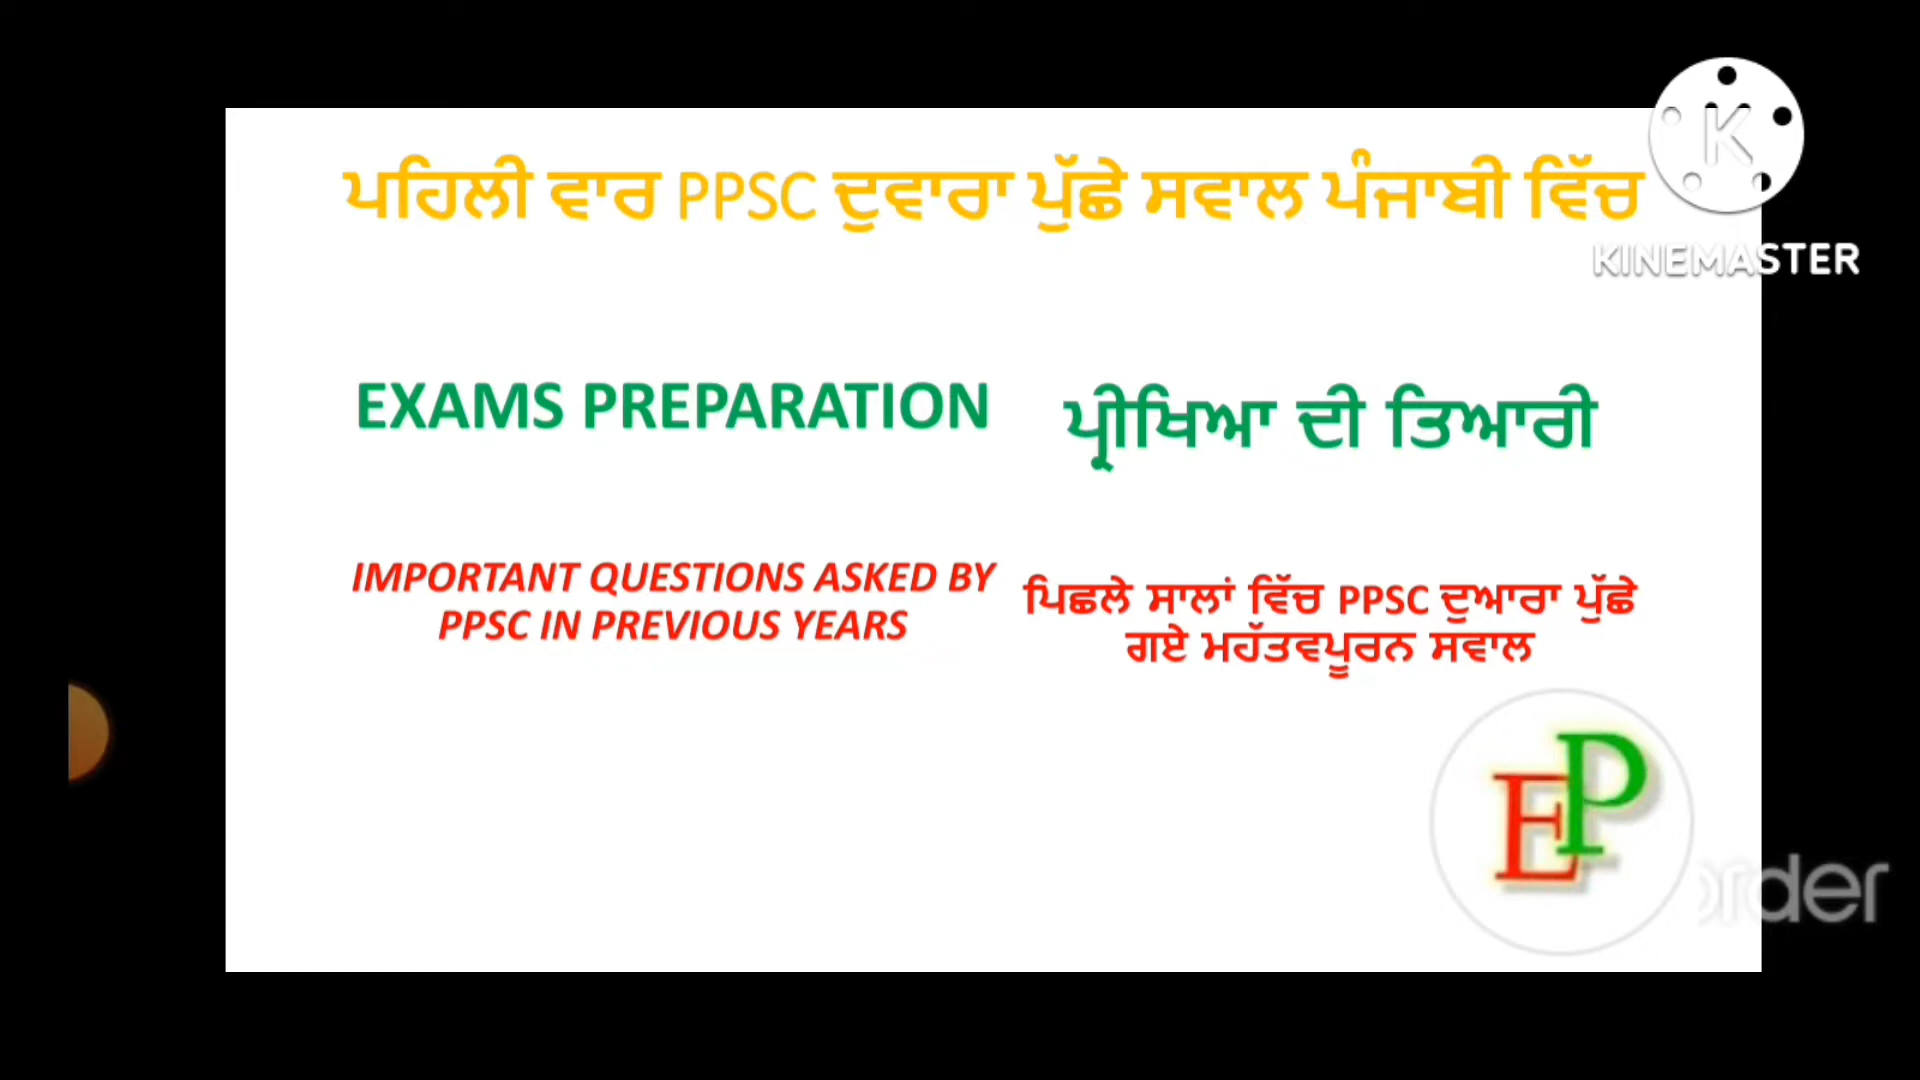 ਪਹਿਲੀ ਵਾਰ PPSC ਦੁਵਾਰਾ ਪੁੱਛੇ ਸਵਾਲ ਪੰਜਾਬੀ ਵਿੱਚ
K
KINEMASTER
EXAMS PREPARATION
ਪ੍ਰੀਖਿਆ ਦੀ ਤਿਆਰੀ
IMPORTANT QUESTIONS ASKED BY
PPSC IN PREVIOUS YEARS
ਪਿਛਲੇ ਸਾਲਾਂ ਵਿੱਚ PPSC ਦੁਆਰਾ ਪੁੱਛੇ
ਗਏ ਮਹੱਤਵਪੂਰਨ ਸਵਾਲ
EP